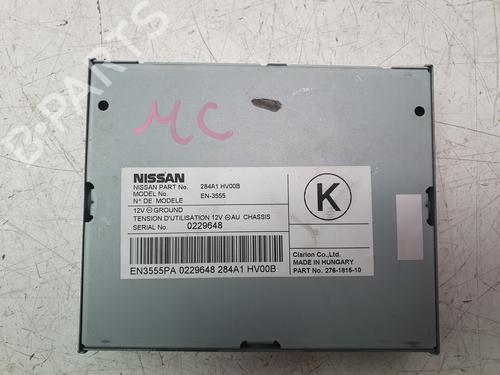 B-PARTS
MC
NISSAN
NISSAN PART No. 284A1 HV00B
MODEL No. EN-3555
N° DE MODELE
12V ⊖ GROUND
TENSION D'UTILISATION 12V ⊖ AU CHASSIS
SERIAL No. 0229648
EN3555PA 0229648 284A1 HV00B
K
Clarion Co.,Ltd.
MADE IN HUNGARY
PART No. 276-1816-10